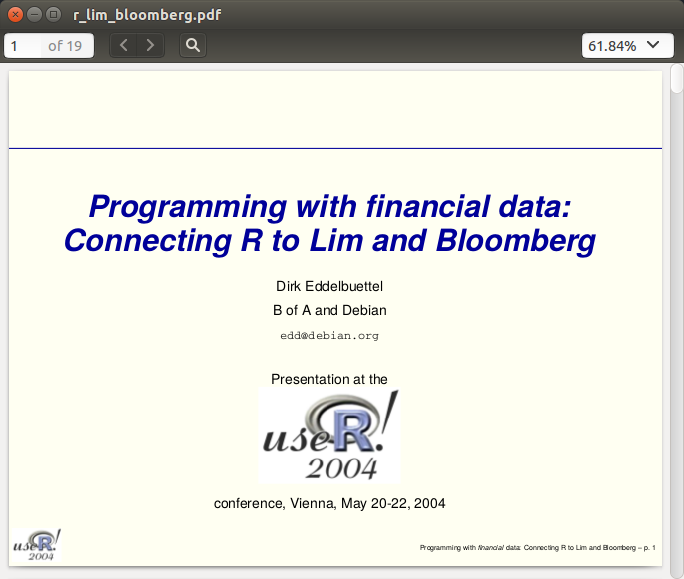 r_lim_bloomberg.pdf
1 of 19
61.84%
Programming with financial data:
Connecting R to Lim and Bloomberg
Dirk Eddelbuettel
B of A and Debian
edd@debian.org
Presentation at the
useR!
2004
conference, Vienna, May 20-22, 2004
useR!
2004
Programming with financial data: Connecting R to Lim and Bloomberg – p. 1